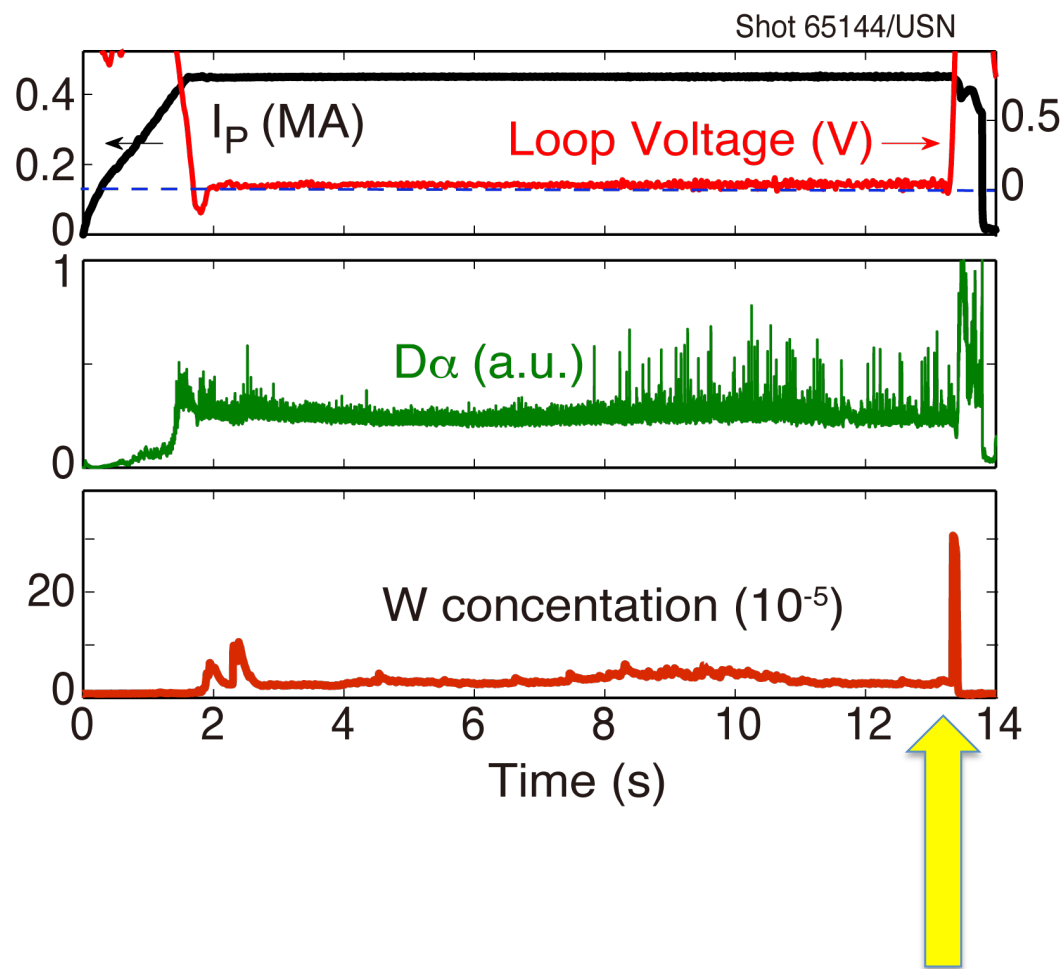 Shot 65144/USN
0.4
I_P (MA)
Loop Voltage (V)
0.5
0.2
0
0
1
Dα (a.u.)
0
20
W concentation (10⁻⁵)
0
0 2 4 6 8 10 12 14
Time (s)